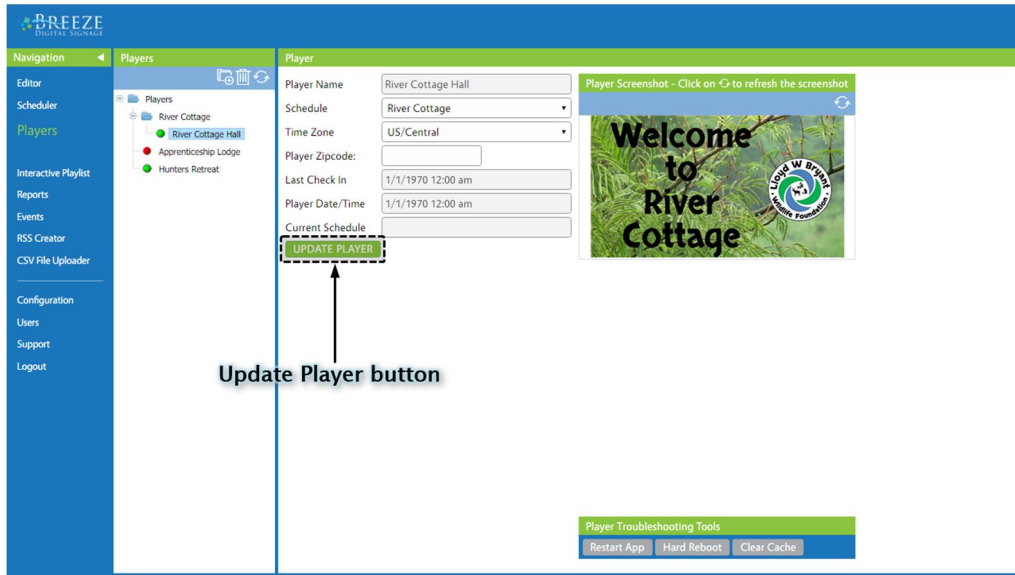 BREEZE
DIGITAL SIGNAGE
Navigation
Editor
Scheduler
Players
Interactive Playlist
Reports
Events
RSS Creator
CSV File Uploader
Configuration
Users
Support
Logout
Players
Players
River Cottage
River Cottage Hall
Apprenticeship Lodge
Hunters Retreat
Player
Player Name River Cottage Hall
Schedule River Cottage
Time Zone US/Central
Player Zipcode:
Last Check In 1/1/1970 12:00 am
Player Date/Time 1/1/1970 12:00 am
Current Schedule
UPDATE PLAYER
Update Player button
Player Screenshot - Click on to refresh the screenshot
Welcome
to
River
Cottage
Lloyd W Bryant
Wildlife Foundation
Player Troubleshooting Tools
Restart App Hard Reboot Clear Cache